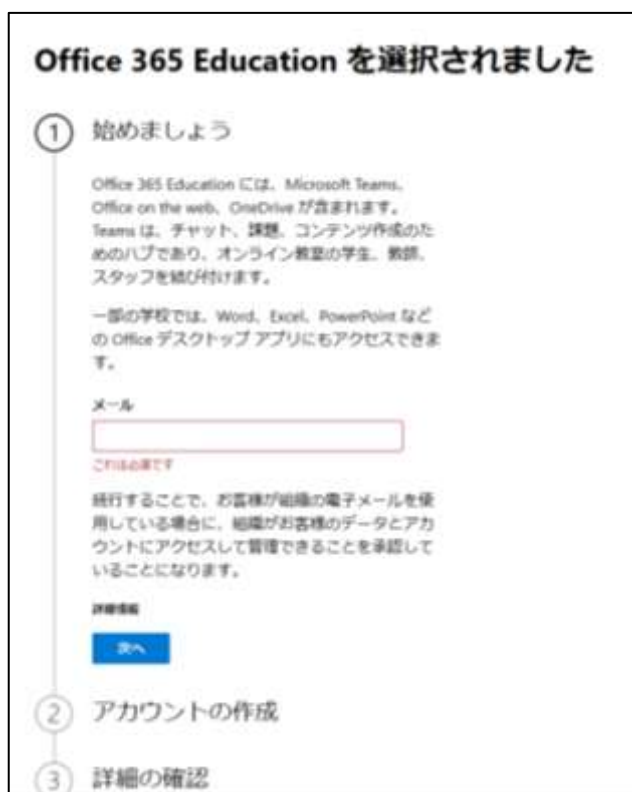 Office 365 Education を選択されました
1 始めましょう
Office 365 Education には、Microsoft Teams、
Office on the web、OneDrive が含まれます。
Teams は、チャット、課題、コンテンツ作成のた
めのハブであり、オンライン教室の学生、教師、
スタッフを結び付けます。
一部の学校では、Word、Excel、PowerPoint など
の Office デスクトップ アプリにもアクセスできま
す。
メール
これは必要です
続行することで、お客様が組織の電子メールを使
用している場合に、組織がお客様のデータとアカ
ウントにアクセスして管理できることを承認して
いることになります。
詳細情報
次へ
2 アカウントの作成
3 詳細の確認